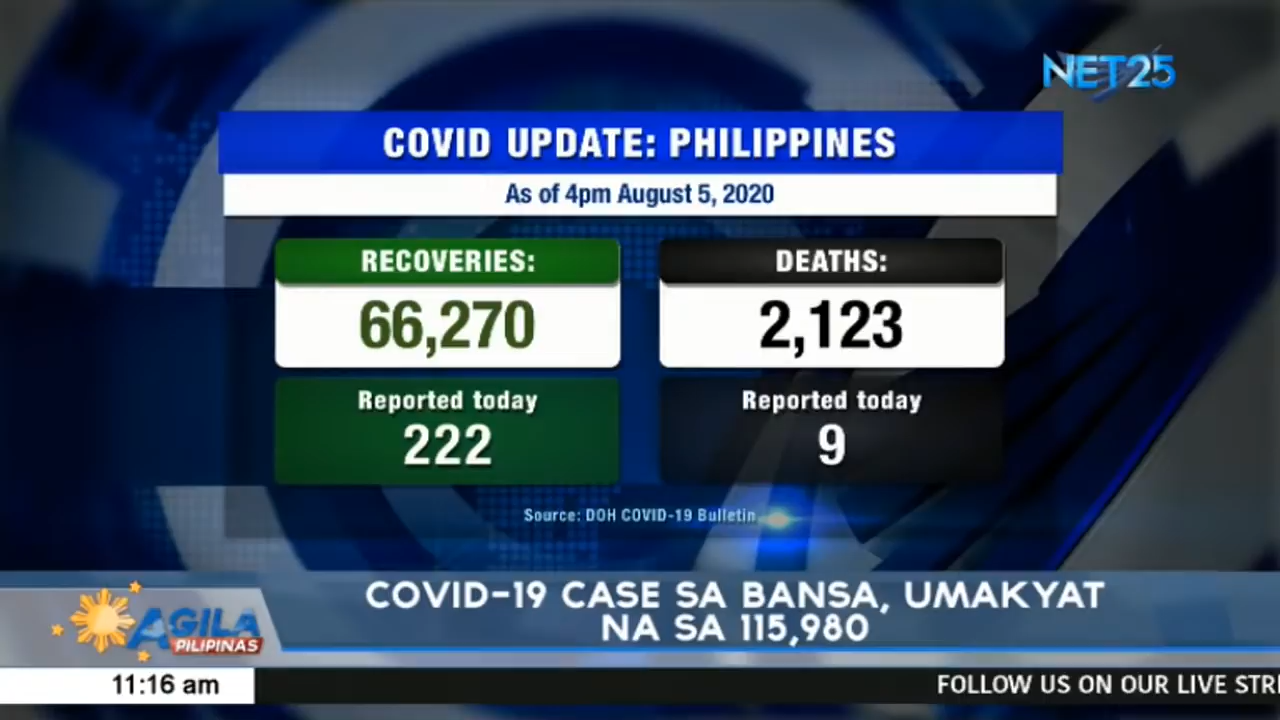 NET25
COVID UPDATE: PHILIPPINES
As of 4pm August 5, 2020
RECOVERIES:
66,270
Reported today
222
DEATHS:
2,123
Reported today
9
Source: DOH COVID-19 Bulletin
AGILA
PILIPINAS
COVID-19 CASE SA BANSA, UMAKYAT
NA SA 115,980
11:16 am
FOLLOW US ON OUR LIVE